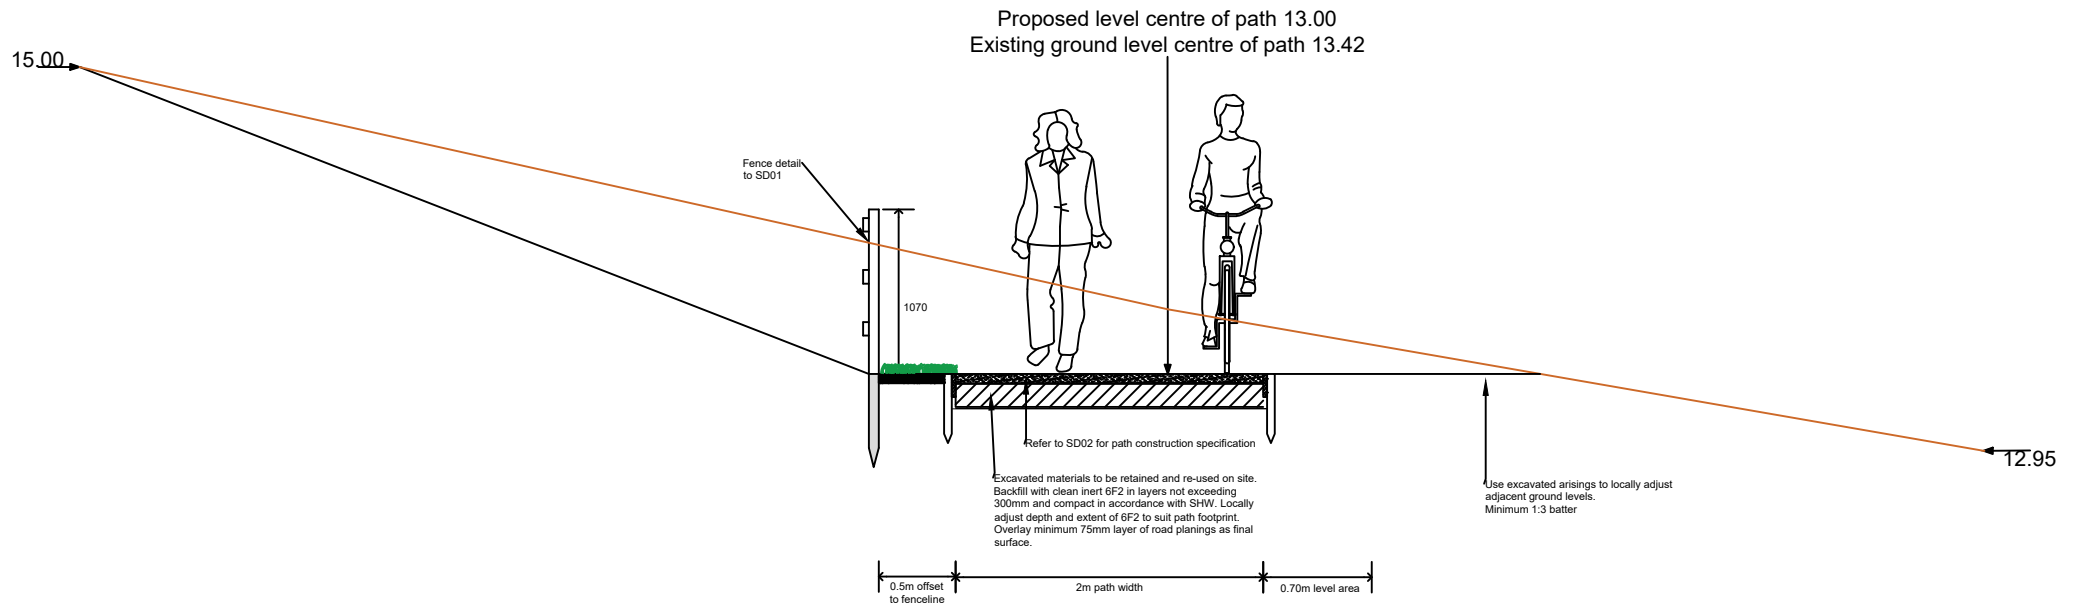 Proposed level centre of path 13.00
Existing ground level centre of path 13.42
15.00
Fence detail
to SD01
1070
Refer to SD02 for path construction specification
12.95
Excavated materials to be retained and re-used on site.
Backfill with clean inert 6F2 in layers not exceeding
300mm and compact in accordance with SHW. Locally
adjust depth and extent of 6F2 to suit path footprint.
Overlay minimum 75mm layer of road planings as final
surface.
Use excavated arisings to locally adjust
adjacent ground levels.
Minimum 1:3 batter
0.5m offset
to fenceline
2m path width
0.70m level area